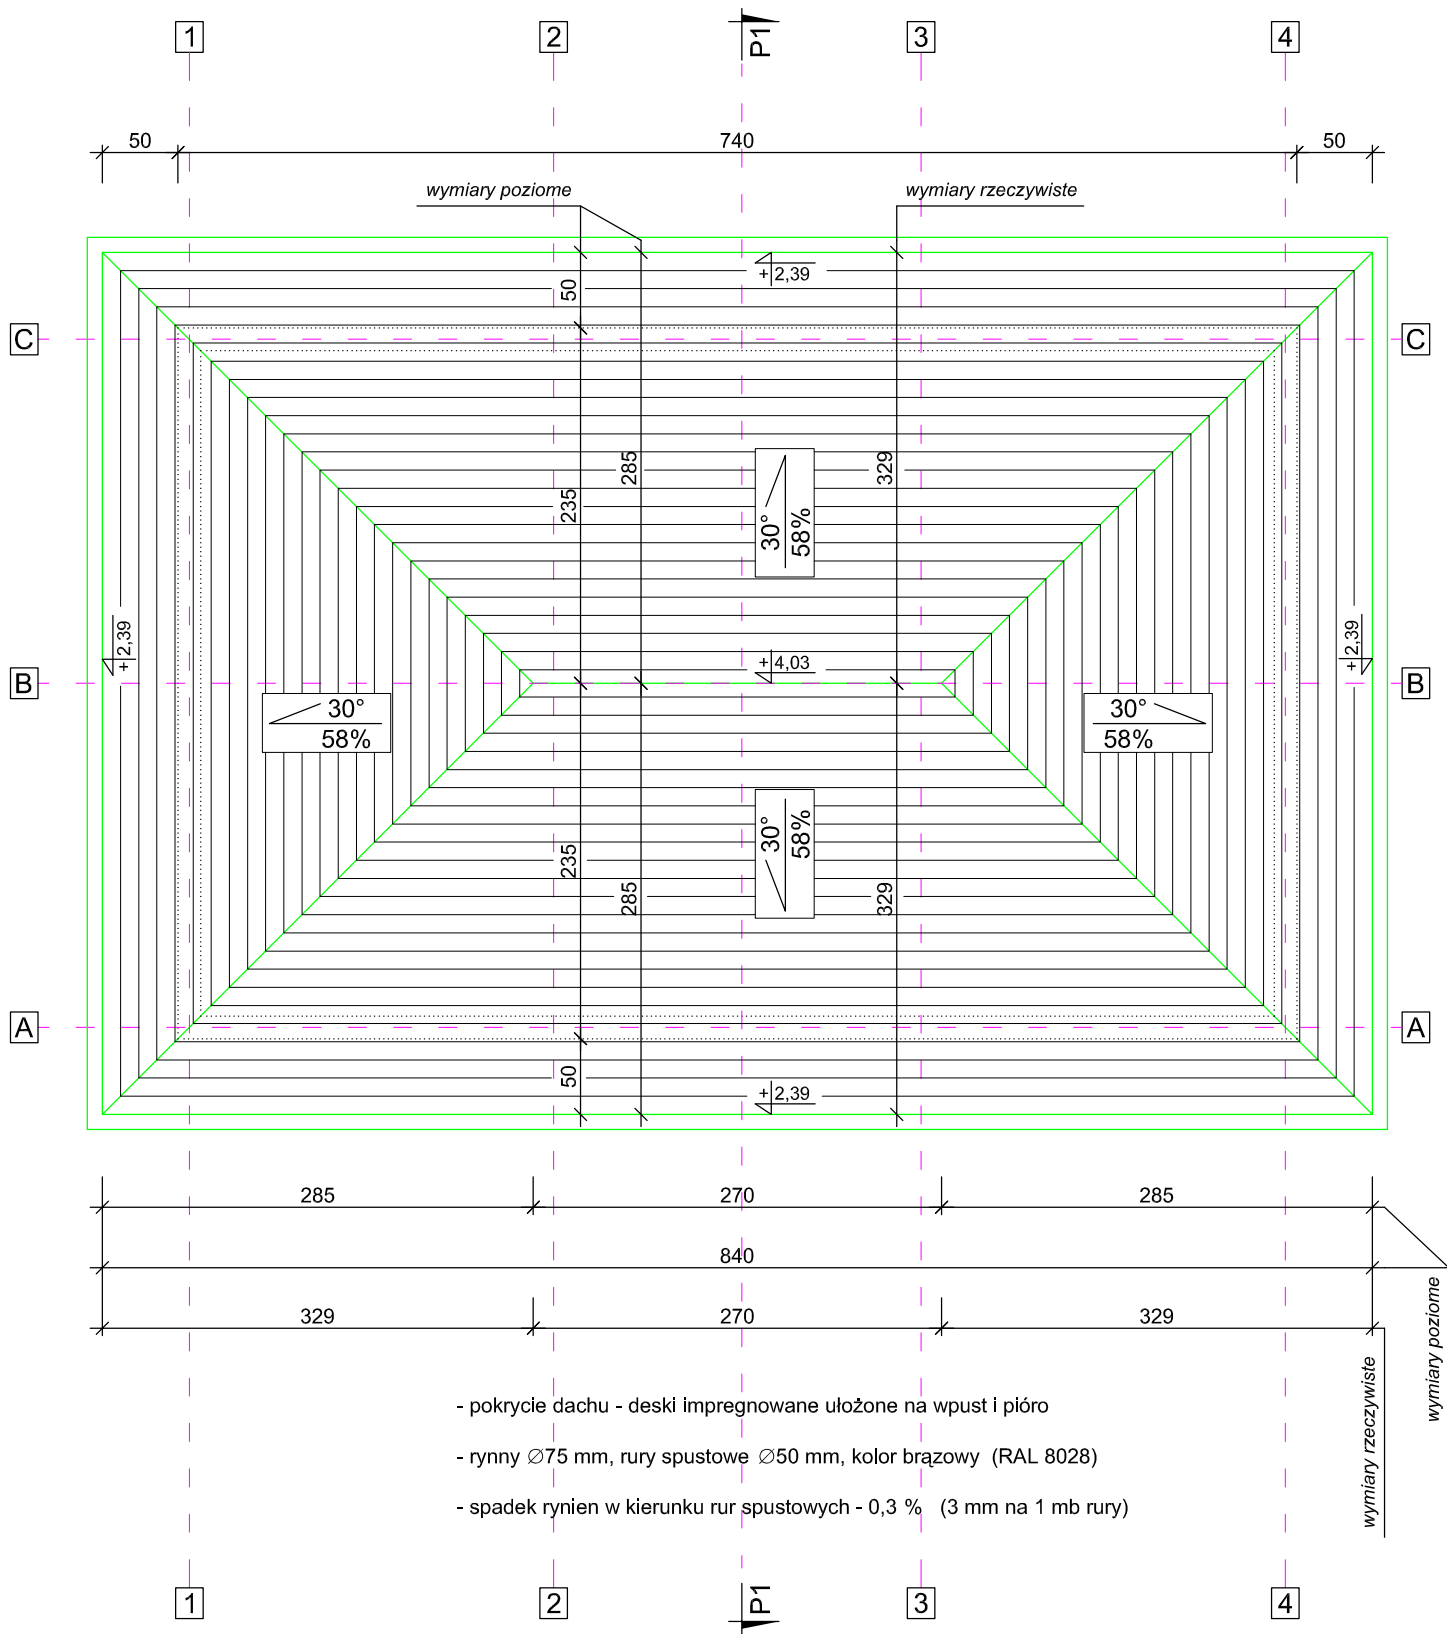 1 2 P1 3 4
50 740 50
wymiary poziome wymiary rzeczywiste
+2,39
50
C C
285 329
235
30° 58%
+2,39 +2,39
+4,03
B B
30° 30°
58% 58%
30° 58%
235
285 329
A A
50
+2,39
285 270 285
840
329 270 329
wymiary poziome
wymiary rzeczywiste
- pokrycie dachu - deski impregnowane ułożone na wpust i pióro
- rynny ∅75 mm, rury spustowe ∅50 mm, kolor brązowy (RAL 8028)
- spadek rynien w kierunku rur spustowych - 0,3 % (3 mm na 1 mb rury)
1 2 P1 3 4